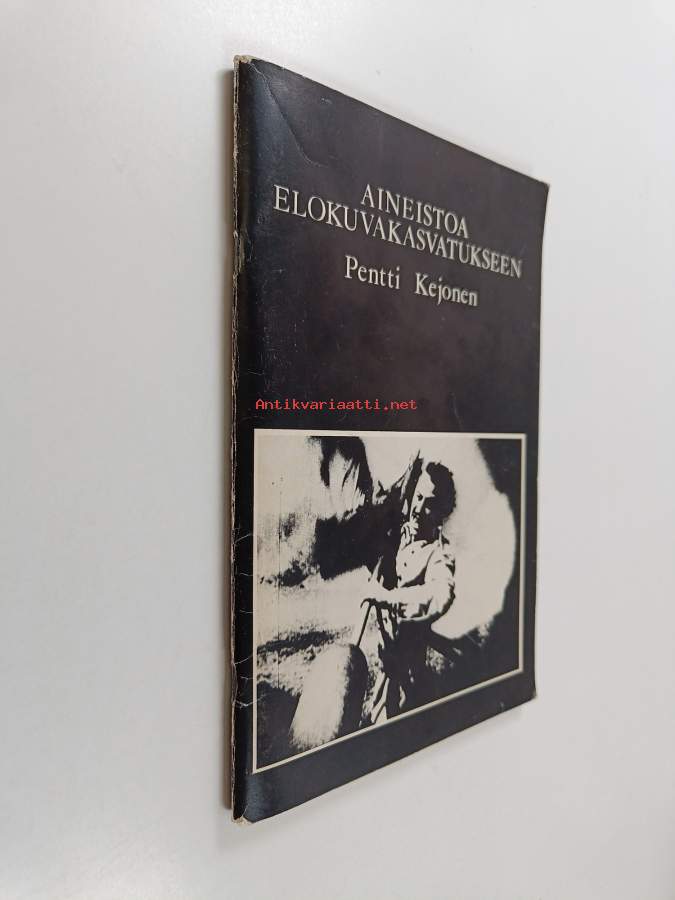 AINEISTOA
ELOKUVAKASVATUKSEEN
Pentti Kejonen
Antikvariaatti.net